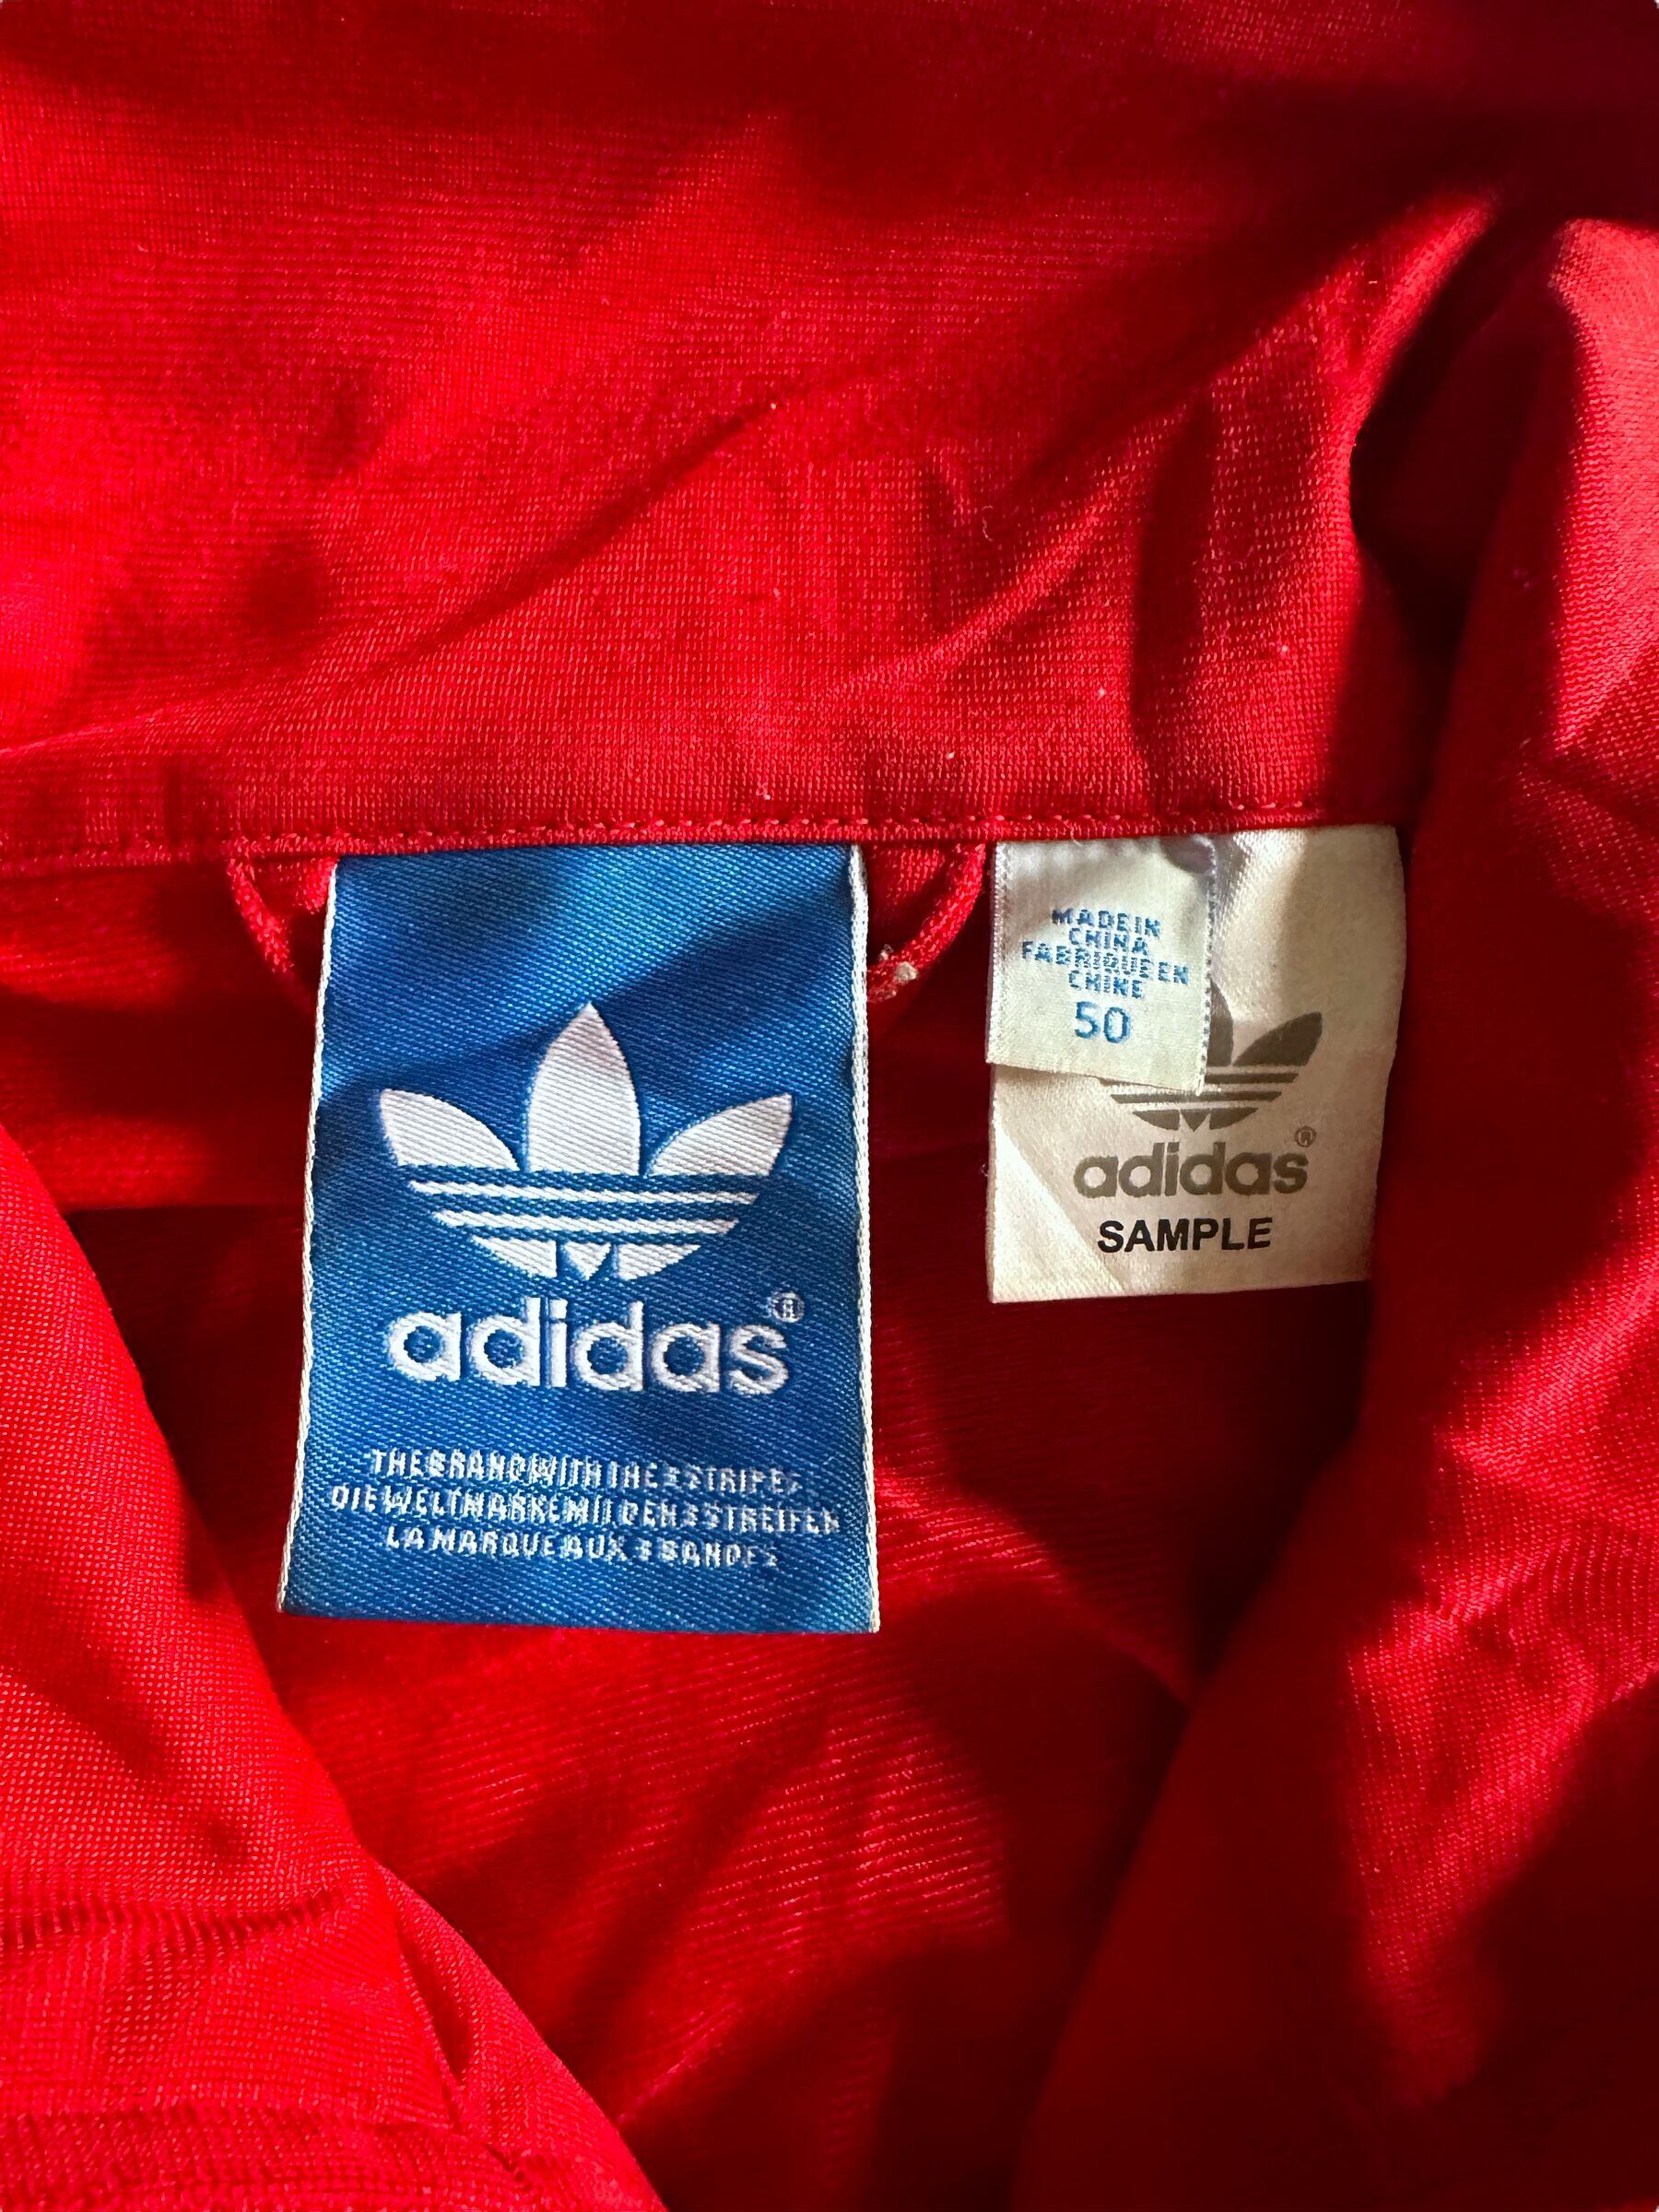 adidas®
THE BRAND WITH THE 3 STRIPES
DIE WELTMARKE MIT DEN 3 STREIFEN
LA MARQUE AUX 3 BANDES
MADE IN
CHINA
FABRIQUE EN
CHINE
50
adidas®
SAMPLE